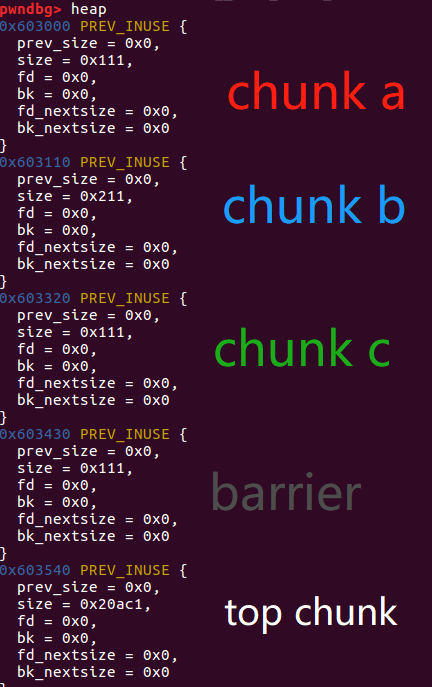 pwndbg> heap
0x603000 PREV_INUSE {
  prev_size = 0x0,
  size = 0x111,
  fd = 0x0,
  bk = 0x0,
  fd_nextsize = 0x0,
  bk_nextsize = 0x0
}
chunk a
0x603110 PREV_INUSE {
  prev_size = 0x0,
  size = 0x211,
  fd = 0x0,
  bk = 0x0,
  fd_nextsize = 0x0,
  bk_nextsize = 0x0
}
chunk b
0x603320 PREV_INUSE {
  prev_size = 0x0,
  size = 0x111,
  fd = 0x0,
  bk = 0x0,
  fd_nextsize = 0x0,
  bk_nextsize = 0x0
}
chunk c
0x603430 PREV_INUSE {
  prev_size = 0x0,
  size = 0x111,
  fd = 0x0,
  bk = 0x0,
  fd_nextsize = 0x0,
  bk_nextsize = 0x0
}
barrier
0x603540 PREV_INUSE {
  prev_size = 0x0,
  size = 0x20ac1,
  fd = 0x0,
  bk = 0x0,
  fd_nextsize = 0x0,
  bk_nextsize = 0x0
}
top chunk